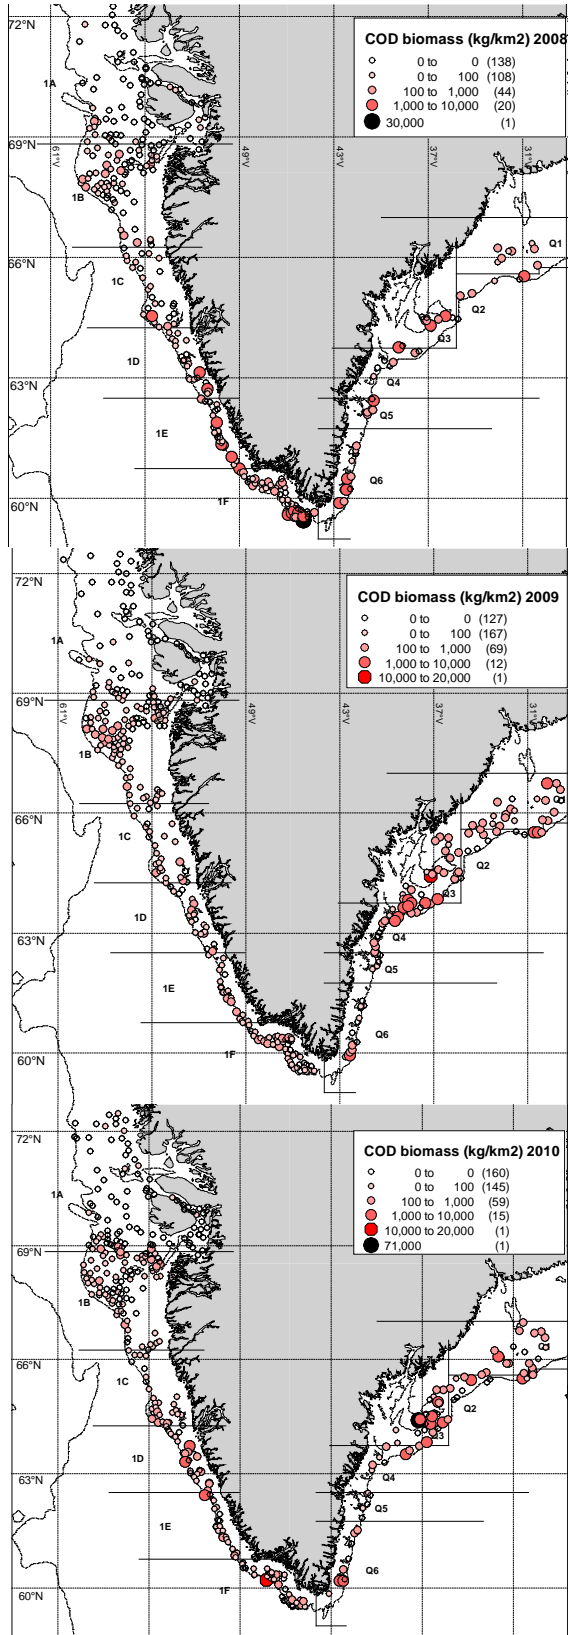 72°N
COD biomass (kg/km2) 2008
0 to 0 (138)
0 to 100 (108)
100 to 1,000 (44)
1,000 to 10,000 (20)
30,000 (1)
1A
69°N
61°V
49°V
43°V
37°V
31°V
1B
Q1
66°N
1C
Q2
Q3
1D
63°N
Q4
Q5
1E
Q6
60°N
1F
72°N
COD biomass (kg/km2) 2009
0 to 0 (127)
0 to 100 (167)
100 to 1,000 (69)
1,000 to 10,000 (12)
10,000 to 20,000 (1)
1A
69°N
61°V
49°V
43°V
37°V
31°V
1B
66°N
1C
Q2
Q3
1D
63°N
Q4
Q5
1E
Q6
1F
60°N
72°N
COD biomass (kg/km2) 2010
0 to 0 (160)
0 to 100 (145)
100 to 1,000 (59)
1,000 to 10,000 (15)
10,000 to 20,000 (1)
71,000 (1)
1A
69°N
1B
66°N
1C
Q2
Q3
1D
63°N
Q4
Q5
1E
Q6
60°N
1F